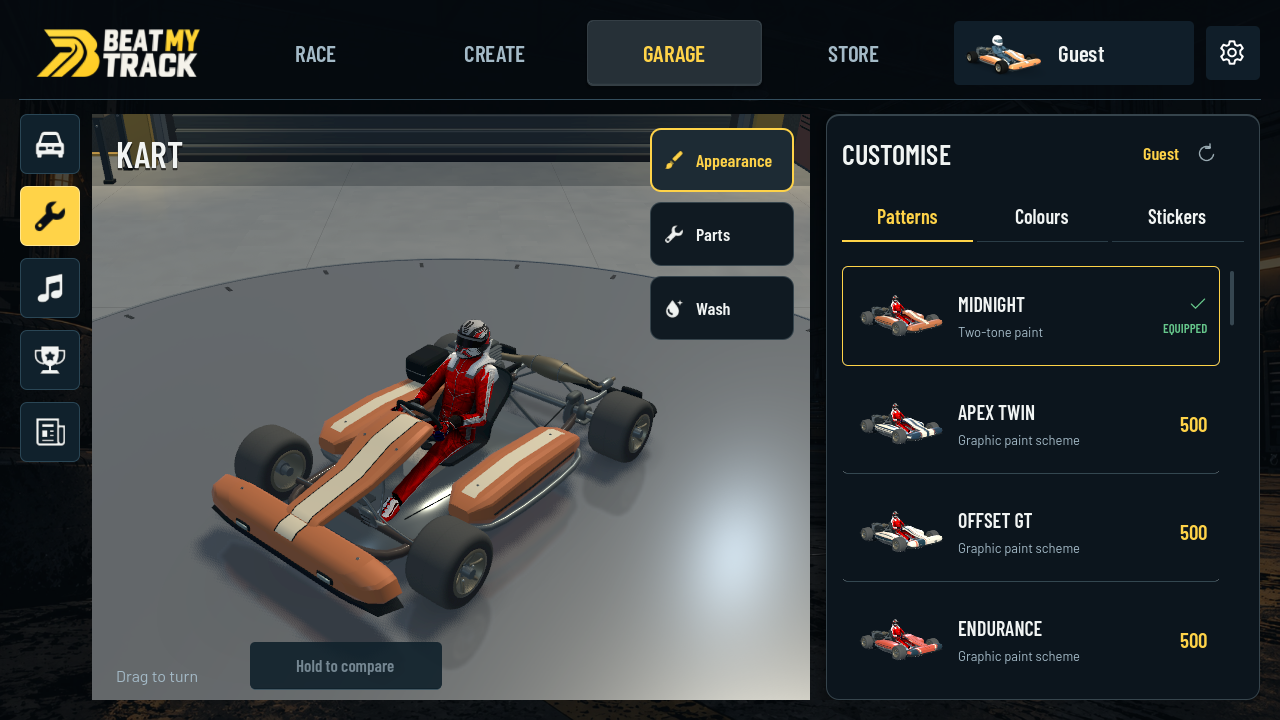 BEATMY
TRACK
RACE
CREATE
GARAGE
STORE
Guest
KART
Appearance
Parts
Wash
Drag to turn
Hold to compare
CUSTOMISE
Guest
Patterns
Colours
Stickers
MIDNIGHT
Two-tone paint
EQUIPPED
APEX TWIN
Graphic paint scheme
500
OFFSET GT
Graphic paint scheme
500
ENDURANCE
Graphic paint scheme
500